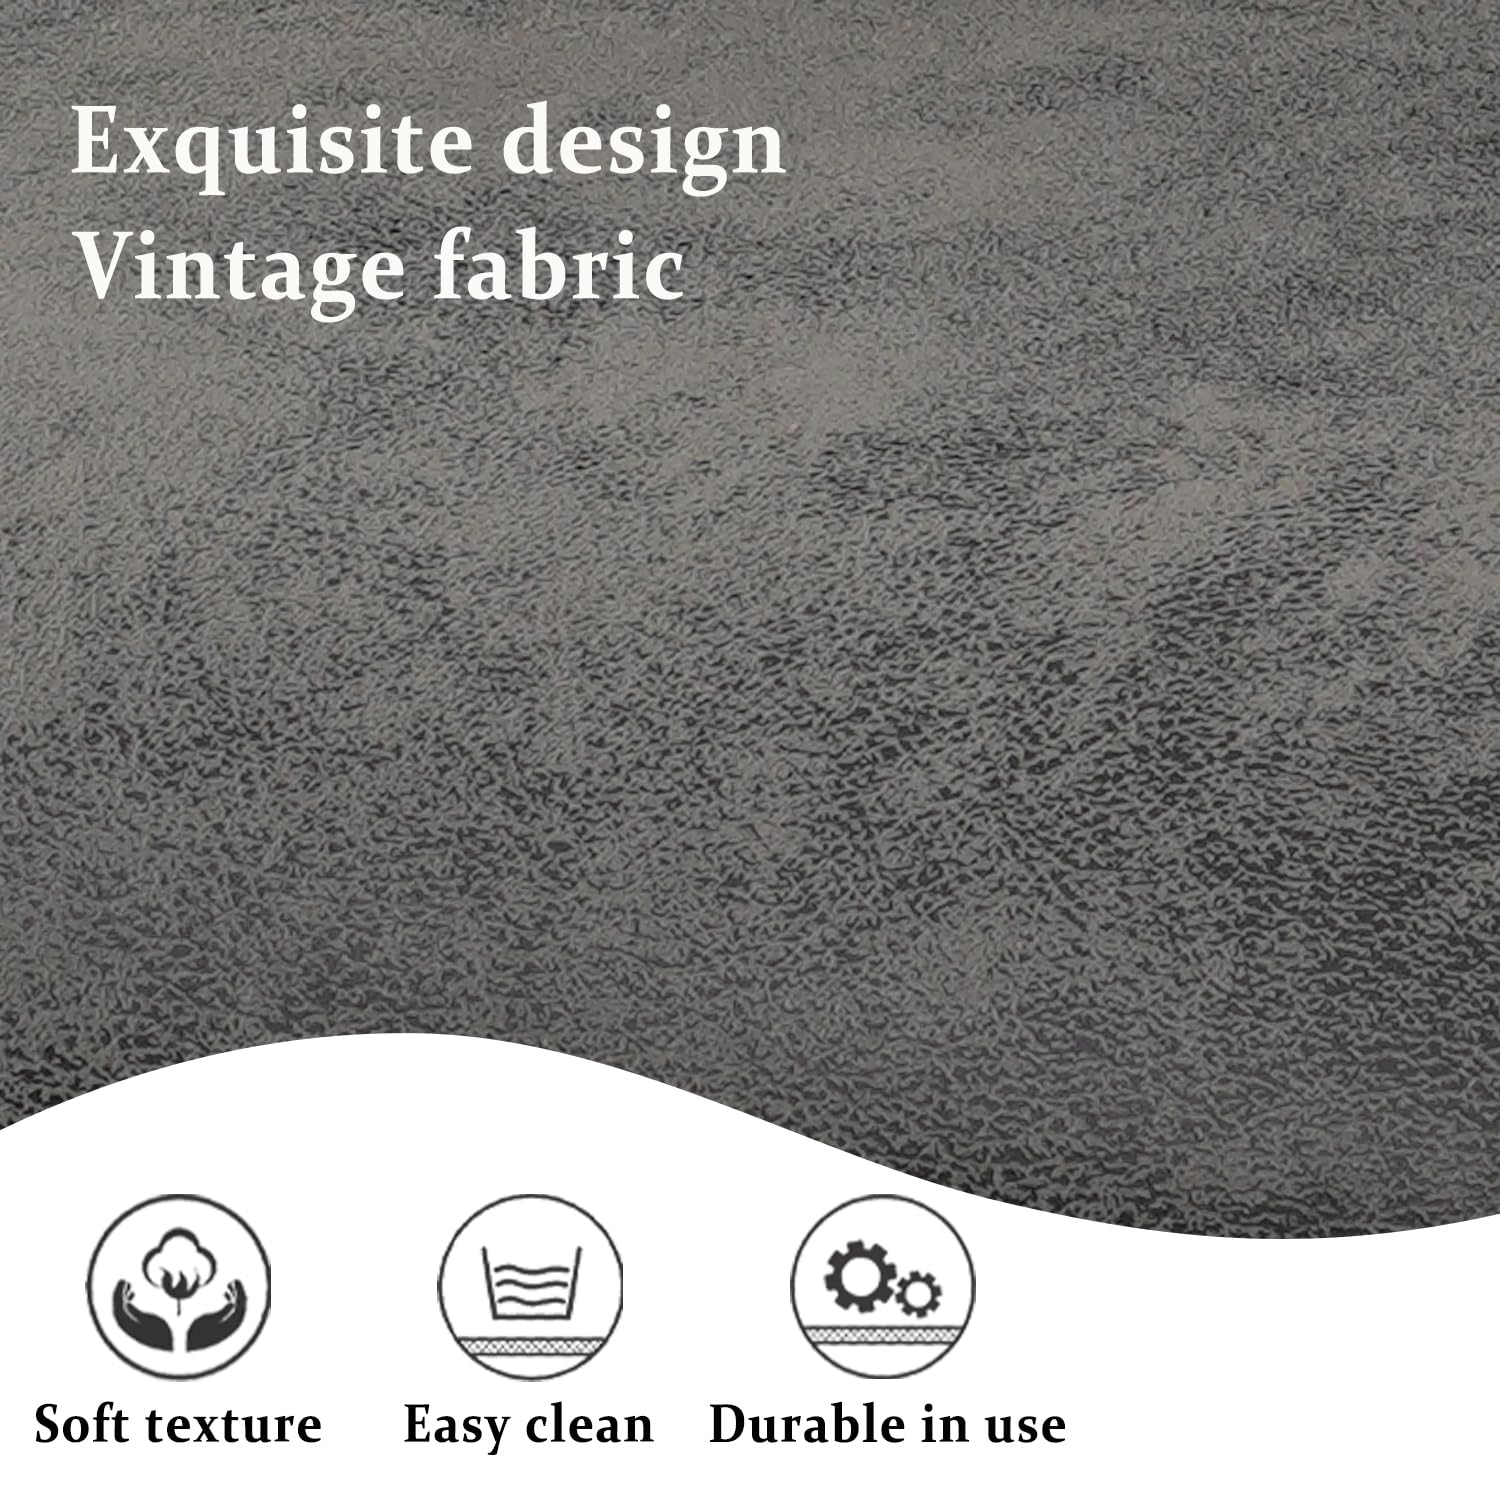 Exquisite design
Vintage fabric
Soft texture
Easy clean
Durable in use